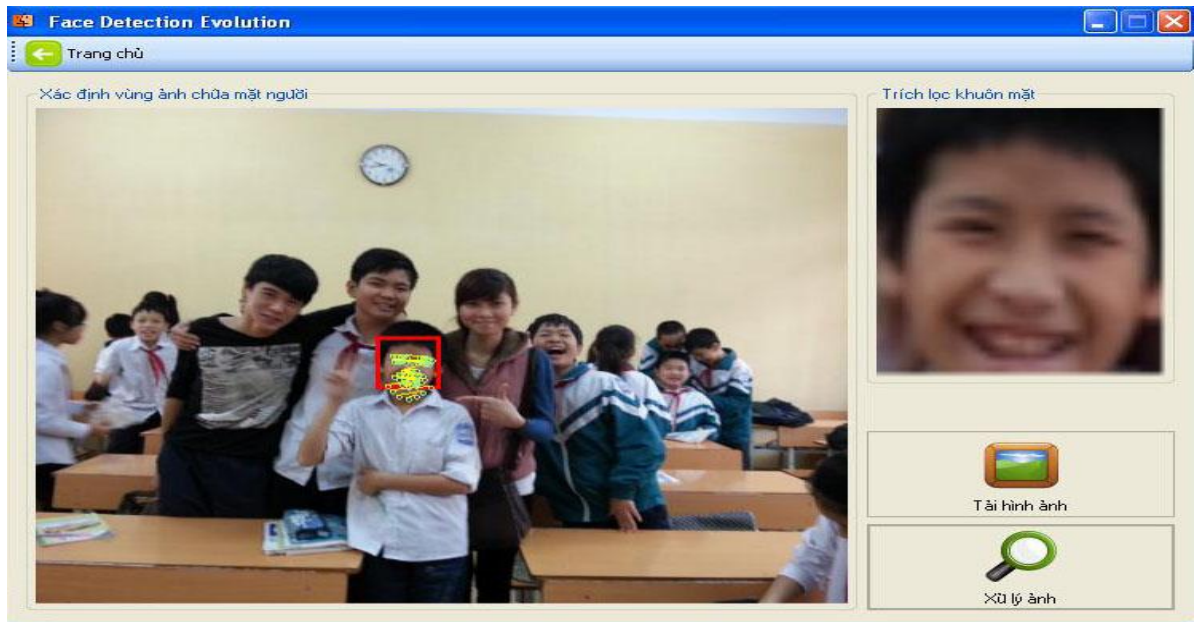 Face Detection Evolution
Trang chủ
Xác định vùng ảnh chứa mặt người
Trích lọc khuôn mặt
Tải hình ảnh
Xử lý ảnh